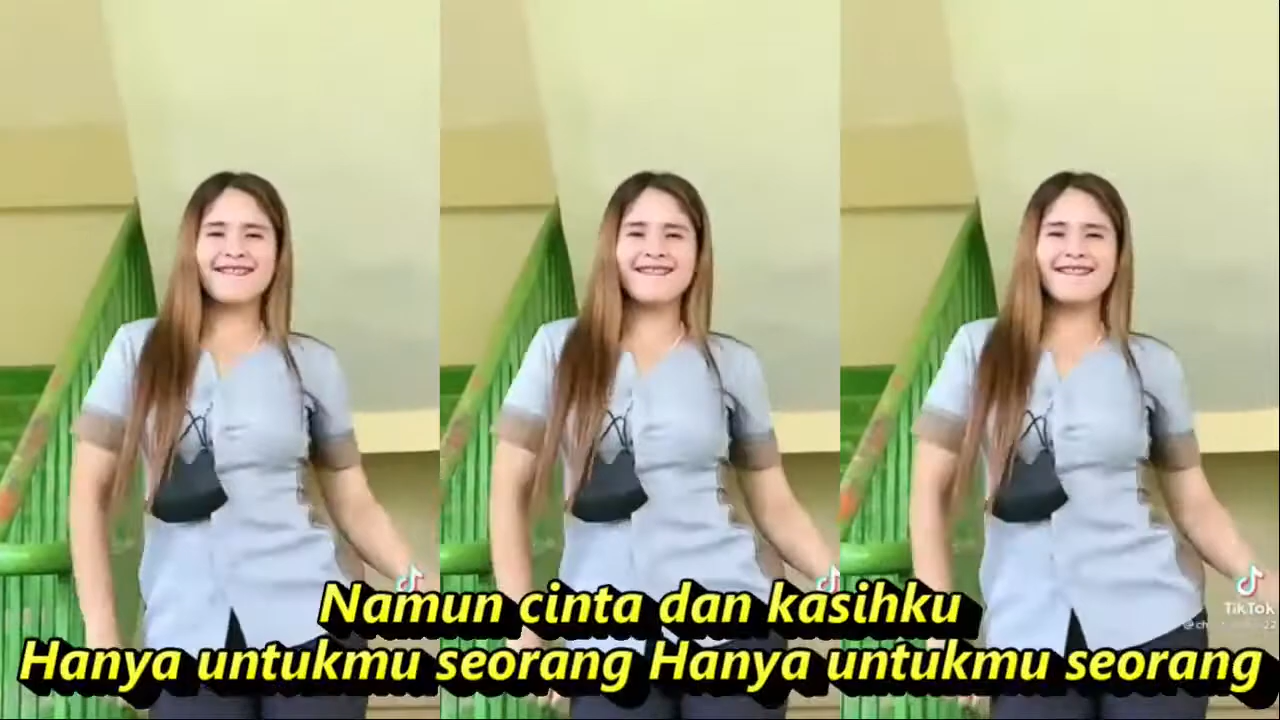 Namun cinta dan kasihku
Hanya untukmu seorang Hanya untukmu seorang
TikTok